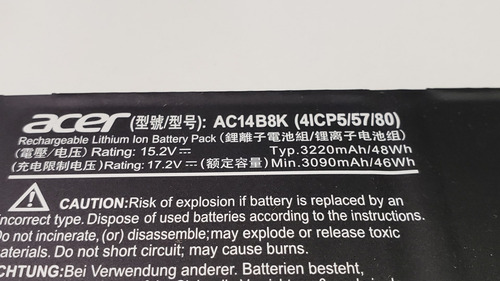 acer (型號/型号): AC14B8K (4ICP5/57/80)
Rechargeable Lithium Ion Battery Pack (鋰離子電池組/锂离子电池组)
(電壓/电压) Rating: 15.2V⎓ Typ.3220mAh/48Wh
(充电限制电压) Rating: 17.2V⎓ (额定容量) Min.3090mAh/46Wh
CAUTION:Risk of explosion if battery is replaced by an
incorrect type. Dispose of used batteries according to the instructions.
Do not incinerate, (or) disassemble;may explode or release toxic
materials. Do not short circuit; may cause burns.
ACHTUNG:Bei Verwendung anderer. Batterien besteht,